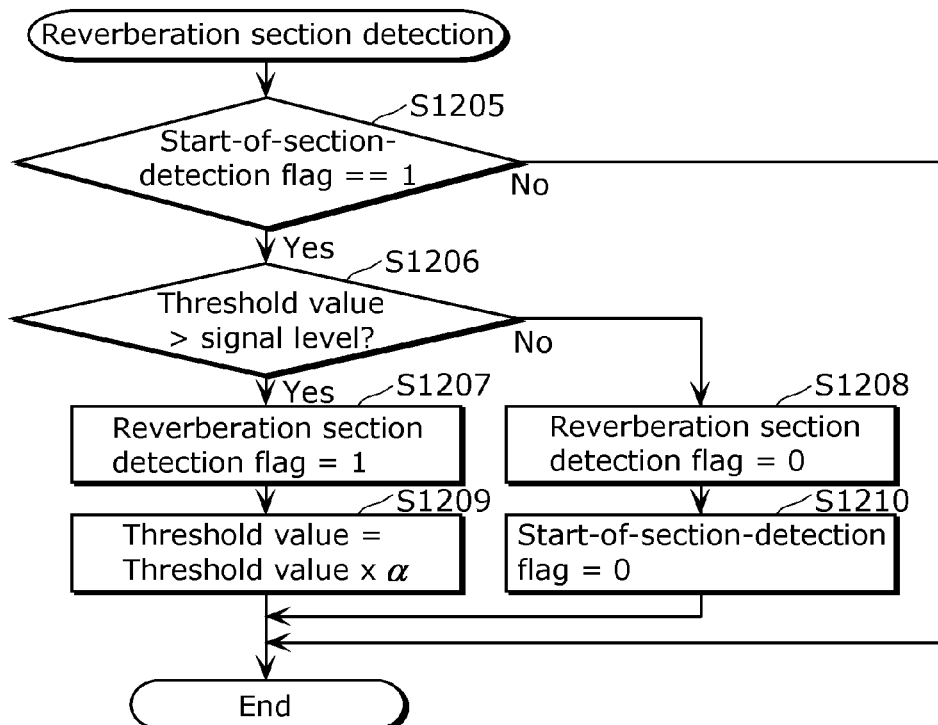 Reverberation section detection
S1205
Start-of-section-
detection flag == 1
No
Yes
S1206
Threshold value
> signal level?
No
Yes
S1207
Reverberation section
detection flag = 1
S1208
Reverberation section
detection flag = 0
S1209
Threshold value =
Threshold value x α
S1210
Start-of-section-detection
flag = 0
End